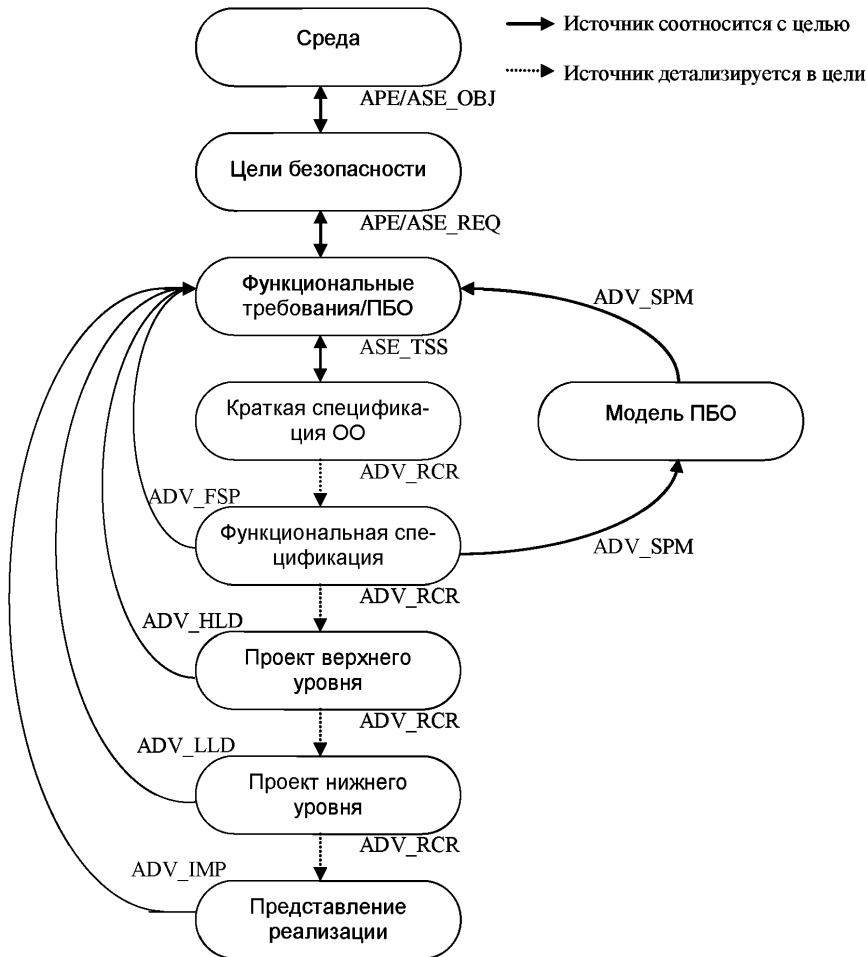 Среда
Источник соотносится с целью
Источник детализируется в цели
APE/ASE_OBJ
Цели безопасности
APE/ASE_REQ
Функциональные
требования/ПБО
ADV_SPM
ASE_TSS
Краткая специфика-
ция ОО
Модель ПБО
ADV_RCR
ADV_FSP
Функциональная спе-
цификация
ADV_SPM
ADV_RCR
ADV_HLD
Проект верхнего
уровня
ADV_RCR
ADV_LLD
Проект нижнего
уровня
ADV_RCR
ADV_IMP
Представление
реализации